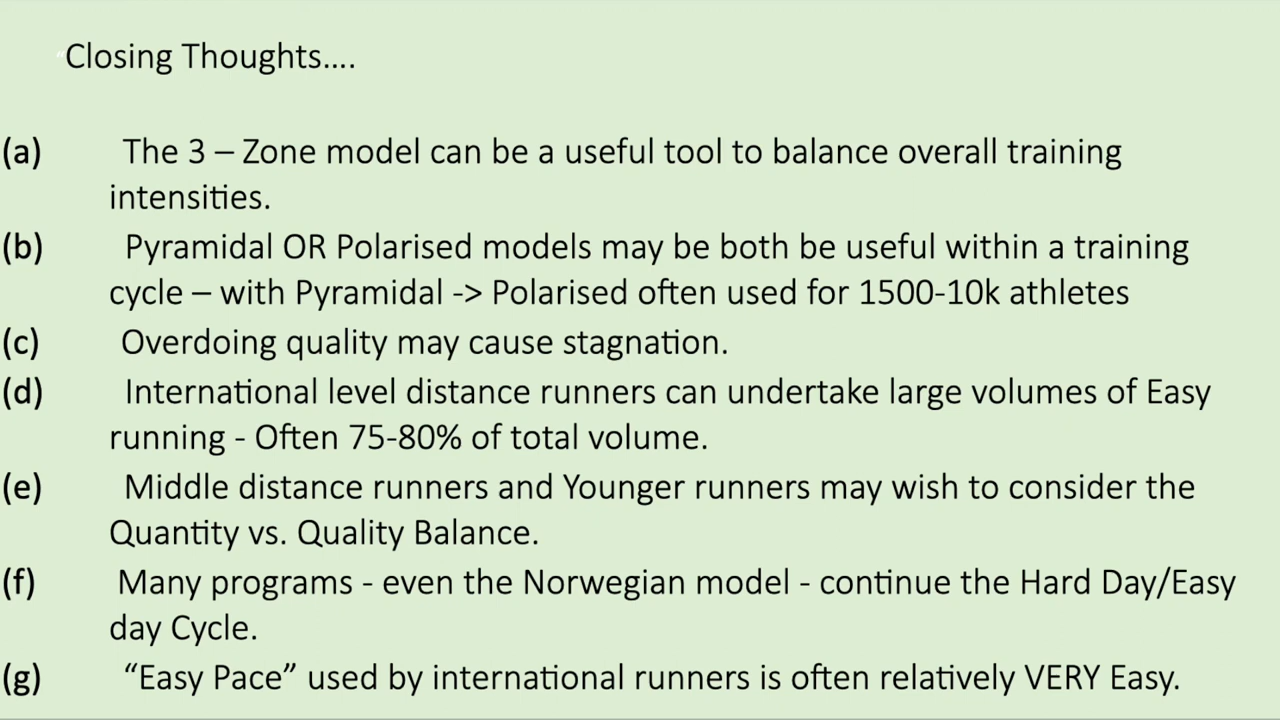 “Closing Thoughts....
(a) The 3 – Zone model can be a useful tool to balance overall training
intensities.
(b) Pyramidal OR Polarised models may be both be useful within a training
cycle – with Pyramidal -> Polarised often used for 1500-10k athletes
(c) Overdoing quality may cause stagnation.
(d) International level distance runners can undertake large volumes of Easy
running - Often 75-80% of total volume.
(e) Middle distance runners and Younger runners may wish to consider the
Quantity vs. Quality Balance.
(f) Many programs - even the Norwegian model - continue the Hard Day/Easy
day Cycle.
(g) “Easy Pace” used by international runners is often relatively VERY Easy.